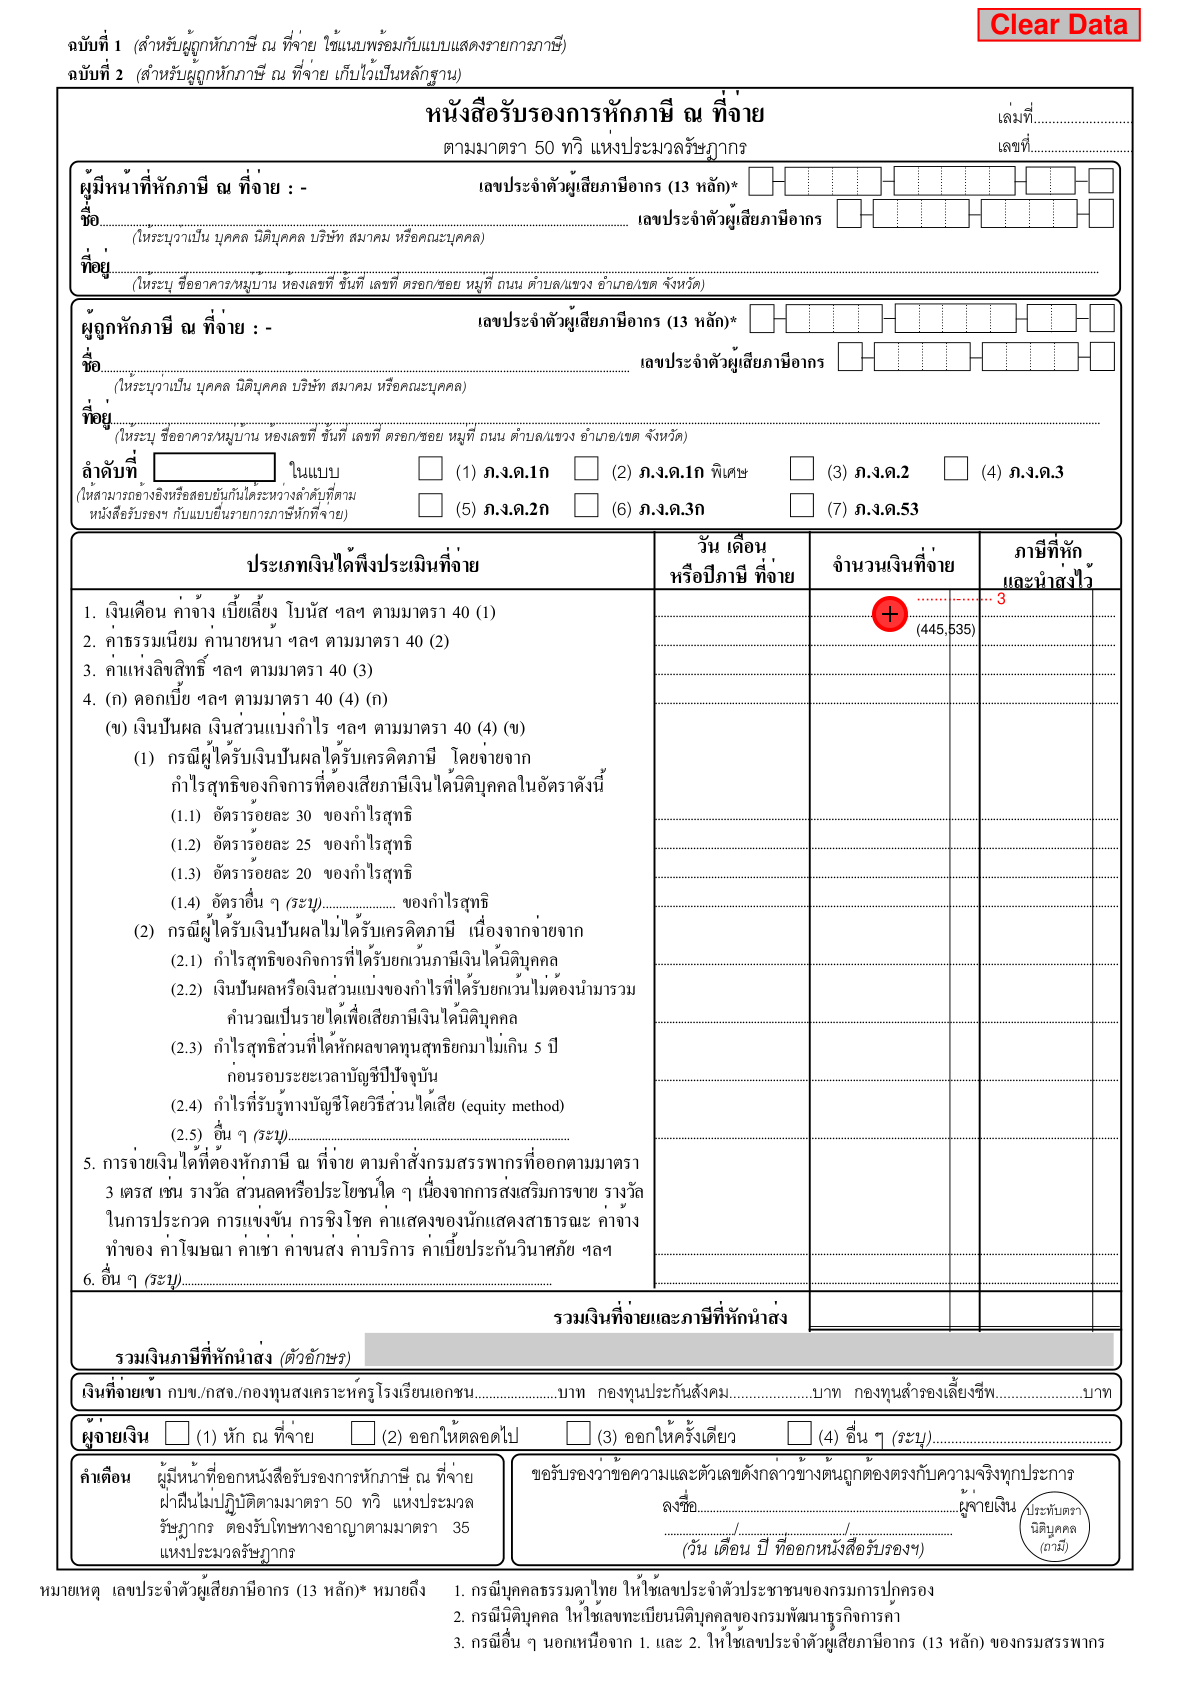 Clear Data
ฉบับที่ 1 (สำหรับผู้ถูกหักภาษี ณ ที่จ่าย ใช้แนบพร้อมกับแบบแสดงรายการภาษี)
ฉบับที่ 2 (สำหรับผู้ถูกหักภาษี ณ ที่จ่าย เก็บไว้เป็นหลักฐาน)
หนังสือรับรองการหักภาษี ณ ที่จ่าย
เล่มที่..........................
ตามมาตรา 50 ทวิ แห่งประมวลรัษฎากร
เลขที่..........................
ผู้มีหน้าที่หักภาษี ณ ที่จ่าย : -
เลขประจำตัวผู้เสียภาษีอากร (13 หลัก)*
ชื่อ.......................... เลขประจำตัวผู้เสียภาษีอากร
(ให้ระบุว่าเป็น บุคคล นิติบุคคล บริษัท สมาคม หรือคณะบุคคล)
ที่อยู่..........................
(ให้ระบุ ชื่ออาคาร/หมู่บ้าน ห้องเลขที่ ชั้นที่ เลขที่ ตรอก/ซอย หมู่ที่ ถนน ตำบล/แขวง อำเภอ/เขต จังหวัด)
ผู้ถูกหักภาษี ณ ที่จ่าย : -
เลขประจำตัวผู้เสียภาษีอากร (13 หลัก)*
ชื่อ.......................... เลขประจำตัวผู้เสียภาษีอากร
(ให้ระบุว่าเป็น บุคคล นิติบุคคล บริษัท สมาคม หรือคณะบุคคล)
ที่อยู่..........................
(ให้ระบุ ชื่ออาคาร/หมู่บ้าน ห้องเลขที่ ชั้นที่ เลขที่ ตรอก/ซอย หมู่ที่ ถนน ตำบล/แขวง อำเภอ/เขต จังหวัด)
ลำดับที่ ในแบบ (1) ภ.ง.ด.1ก (2) ภ.ง.ด.1ก พิเศษ (3) ภ.ง.ด.2 (4) ภ.ง.ด.3
(ให้สามารถอ้างอิงหรือสอบยันกันได้ระหว่างลำดับที่ตาม
หนังสือรับรองฯ กับแบบยื่นรายการภาษีหักที่จ่าย)
(5) ภ.ง.ด.2ก (6) ภ.ง.ด.3ก (7) ภ.ง.ด.53
ประเภทเงินได้พึงประเมินที่จ่าย
วัน เดือน
หรือปีภาษี ที่จ่าย
จำนวนเงินที่จ่าย
ภาษีที่หัก
และนำส่งไว้
1. เงินเดือน ค่าจ้าง เบี้ยเลี้ยง โบนัส ฯลฯ ตามมาตรา 40 (1)
3
(445,535)
2. ค่าธรรมเนียม ค่านายหน้า ฯลฯ ตามมาตรา 40 (2)
3. ค่าแห่งลิขสิทธิ์ ฯลฯ ตามมาตรา 40 (3)
4. (ก) ดอกเบี้ย ฯลฯ ตามมาตรา 40 (4) (ก)
(ข) เงินปันผล เงินส่วนแบ่งกำไร ฯลฯ ตามมาตรา 40 (4) (ข)
(1) กรณีผู้ได้รับเงินปันผลได้รับเครดิตภาษี โดยจ่ายจาก
กำไรสุทธิของกิจการที่ต้องเสียภาษีเงินได้นิติบุคคลในอัตราดังนี้
(1.1) อัตราร้อยละ 30 ของกำไรสุทธิ
(1.2) อัตราร้อยละ 25 ของกำไรสุทธิ
(1.3) อัตราร้อยละ 20 ของกำไรสุทธิ
(1.4) อัตราอื่น ๆ (ระบุ)...................... ของกำไรสุทธิ
(2) กรณีผู้ได้รับเงินปันผลไม่ได้รับเครดิตภาษี เนื่องจากจ่ายจาก
(2.1) กำไรสุทธิของกิจการที่ได้รับยกเว้นภาษีเงินได้นิติบุคคล
(2.2) เงินปันผลหรือเงินส่วนแบ่งของกำไรที่ได้รับยกเว้นไม่ต้องนำมารวม
คำนวณเป็นรายได้เพื่อเสียภาษีเงินได้นิติบุคคล
(2.3) กำไรสุทธิส่วนที่ได้หักผลขาดทุนสุทธิยกมาไม่เกิน 5 ปี
ก่อนรอบระยะเวลาบัญชีปีปัจจุบัน
(2.4) กำไรที่รับรู้ทางบัญชีโดยวิธีส่วนได้เสีย (equity method)
(2.5) อื่น ๆ (ระบุ)..........................
5. การจ่ายเงินได้ที่ต้องหักภาษี ณ ที่จ่าย ตามคำสั่งกรมสรรพากรที่ออกตามมาตรา
3 เตรส เช่น รางวัล ส่วนลดหรือประโยชน์ใด ๆ เนื่องจากการส่งเสริมการขาย รางวัล
ในการประกวด การแข่งขัน การชิงโชค ค่าแสดงของนักแสดงสาธารณะ ค่าจ้าง
ทำของ ค่าโฆษณา ค่าเช่า ค่าขนส่ง ค่าบริการ ค่าเบี้ยประกันวินาศภัย ฯลฯ
6. อื่น ๆ (ระบุ)..........................
รวมเงินที่จ่ายและภาษีที่หักนำส่ง
รวมเงินภาษีที่หักนำส่ง (ตัวอักษร)
เงินที่จ่ายเข้า กบข./กสจ./กองทุนสงเคราะห์ครูโรงเรียนเอกชน......................บาท กองทุนประกันสังคม......................บาท กองทุนสำรองเลี้ยงชีพ......................บาท
ผู้จ่ายเงิน (1) หัก ณ ที่จ่าย (2) ออกให้ตลอดไป (3) ออกให้ครั้งเดียว (4) อื่น ๆ (ระบุ)..........................
คำเตือน ผู้มีหน้าที่ออกหนังสือรับรองการหักภาษี ณ ที่จ่าย
ฝ่าฝืนไม่ปฏิบัติตามมาตรา 50 ทวิ แห่งประมวล
รัษฎากร ต้องรับโทษทางอาญาตามมาตรา 35
แห่งประมวลรัษฎากร
ขอรับรองว่าข้อความและตัวเลขดังกล่าวข้างต้นถูกต้องตรงกับความจริงทุกประการ
ลงชื่อ..........................ผู้จ่ายเงิน
................../........................../..........................
(วัน เดือน ปี ที่ออกหนังสือรับรองฯ)
ประทับตรา
นิติบุคคล
(ถ้ามี)
หมายเหตุ เลขประจำตัวผู้เสียภาษีอากร (13 หลัก)* หมายถึง 1. กรณีบุคคลธรรมดาไทย ให้ใช้เลขประจำตัวประชาชนของกรมการปกครอง
2. กรณีนิติบุคคล ให้ใช้เลขทะเบียนนิติบุคคลของกรมพัฒนาธุรกิจการค้า
3. กรณีอื่น ๆ นอกเหนือจาก 1. และ 2. ให้ใช้เลขประจำตัวผู้เสียภาษีอากร (13 หลัก) ของกรมสรรพากร